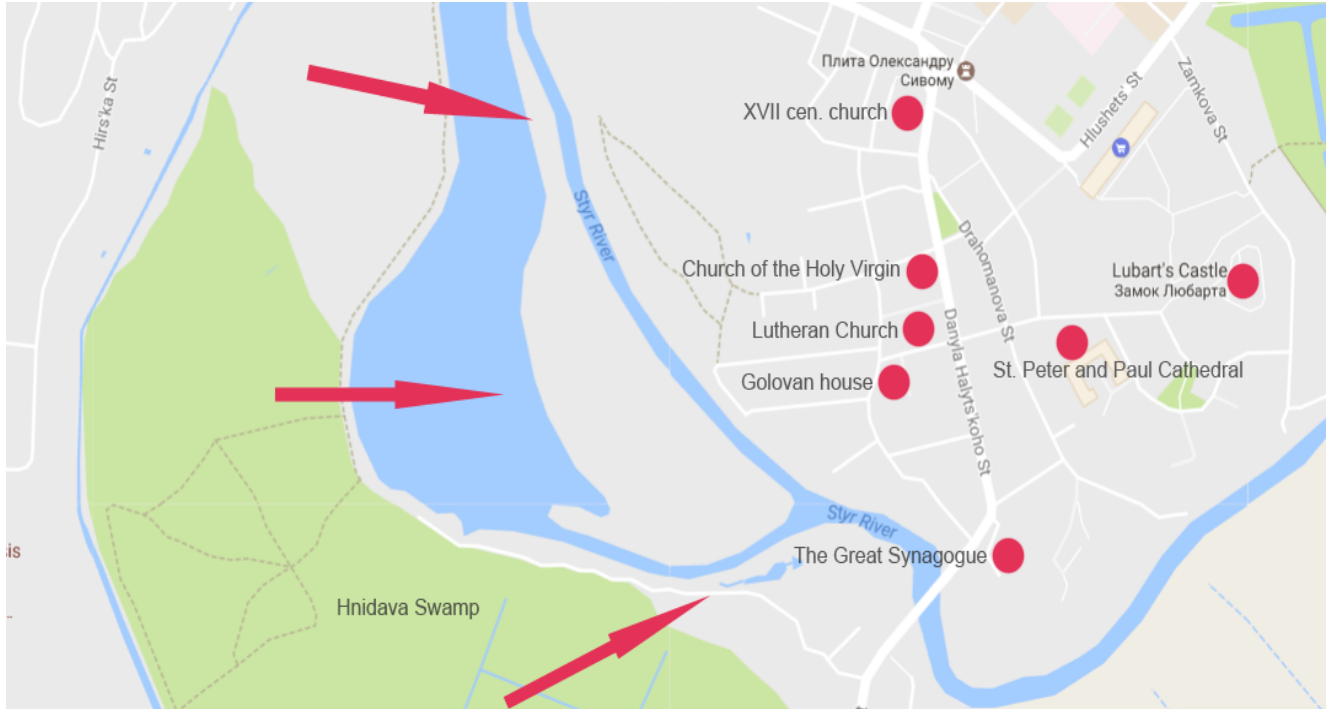 Hirs'ka St
Плита Олександру
Сивому
XVII cen. church
Hlushets' St
Zamkova St
Styr River
Church of the Holy Virgin
Drahomanova St
Lubart's Castle
Замок Любарта
Lutheran Church
Danyla Halyts'koho St
St. Peter and Paul Cathedral
Golovan house
Styr River
The Great Synagogue
sis
Hnidava Swamp